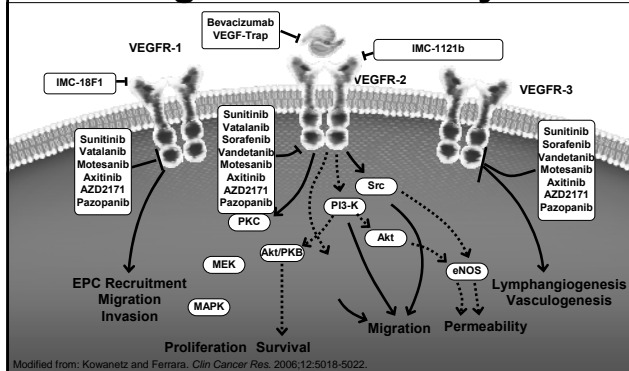 Bevacizumab
VEGF-Trap
VEGFR-1
IMC-1121b
VEGFR-2
IMC-18F1
VEGFR-3
Sunitinib
Vatalanib
Motesanib
Axitinib
AZD2171
Pazopanib
Sunitinib
Vatalanib
Sorafenib
Vandetanib
Motesanib
Axitinib
AZD2171
Pazopanib
Sunitinib
Sorafenib
Vandetanib
Motesanib
Axitinib
AZD2171
Pazopanib
Src
PI3-K
PKC
Akt
Akt/PKB
MEK
eNOS
MAPK
EPC Recruitment
Migration
Invasion
Lymphangiogenesis
Vasculogenesis
Migration
Permeability
Proliferation Survival
Modified from: Kowanetz and Ferrara. Clin Cancer Res. 2006;12:5018-5022.